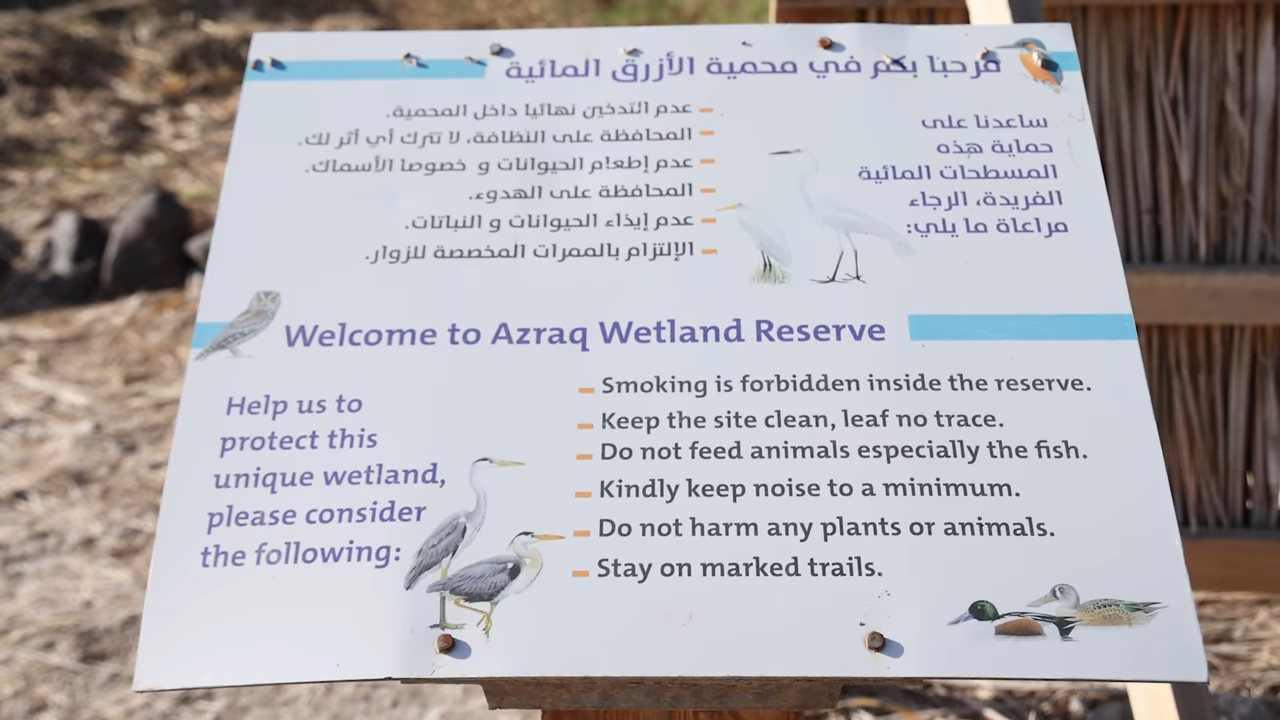 مرحبا بكم في محمية الأزرق المائية
ساعدنا على
حماية هذه
المسطحات المائية
الفريدة، الرجاء
مراعاة ما يلي:
عدم التدخين نهائيا داخل المحمية.
المحافظة على النظافة، لا تترك أي أثر لك.
عدم إطعام الحيوانات و خصوصا الأسماك.
المحافظة على الهدوء.
عدم إيذاء الحيوانات و النباتات.
الإلتزام بالممرات المخصصة للزوار.
Welcome to Azraq Wetland Reserve
Help us to
protect this
unique wetland,
please consider
the following:
Smoking is forbidden inside the reserve.
Keep the site clean, leaf no trace.
Do not feed animals especially the fish.
Kindly keep noise to a minimum.
Do not harm any plants or animals.
Stay on marked trails.